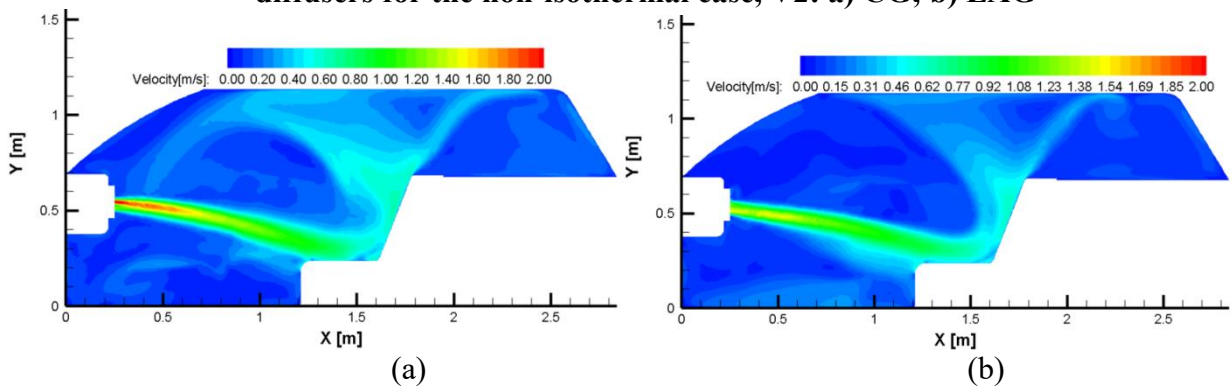 diffusers for the non-isothermal case, V2: a) CG; b) LAG
1.5
1
0.5
0
Y [m]
Velocity[m/s]: 0.00 0.20 0.40 0.60 0.80 1.00 1.20 1.40 1.60 1.80 2.00
0 0.5 1 1.5 2 2.5
X [m]
(a)
1.5
1
0.5
0
Y [m]
Velocity[m/s]: 0.00 0.15 0.31 0.46 0.62 0.77 0.92 1.08 1.23 1.38 1.54 1.69 1.85 2.00
0 0.5 1 1.5 2 2.5
X [m]
(b)